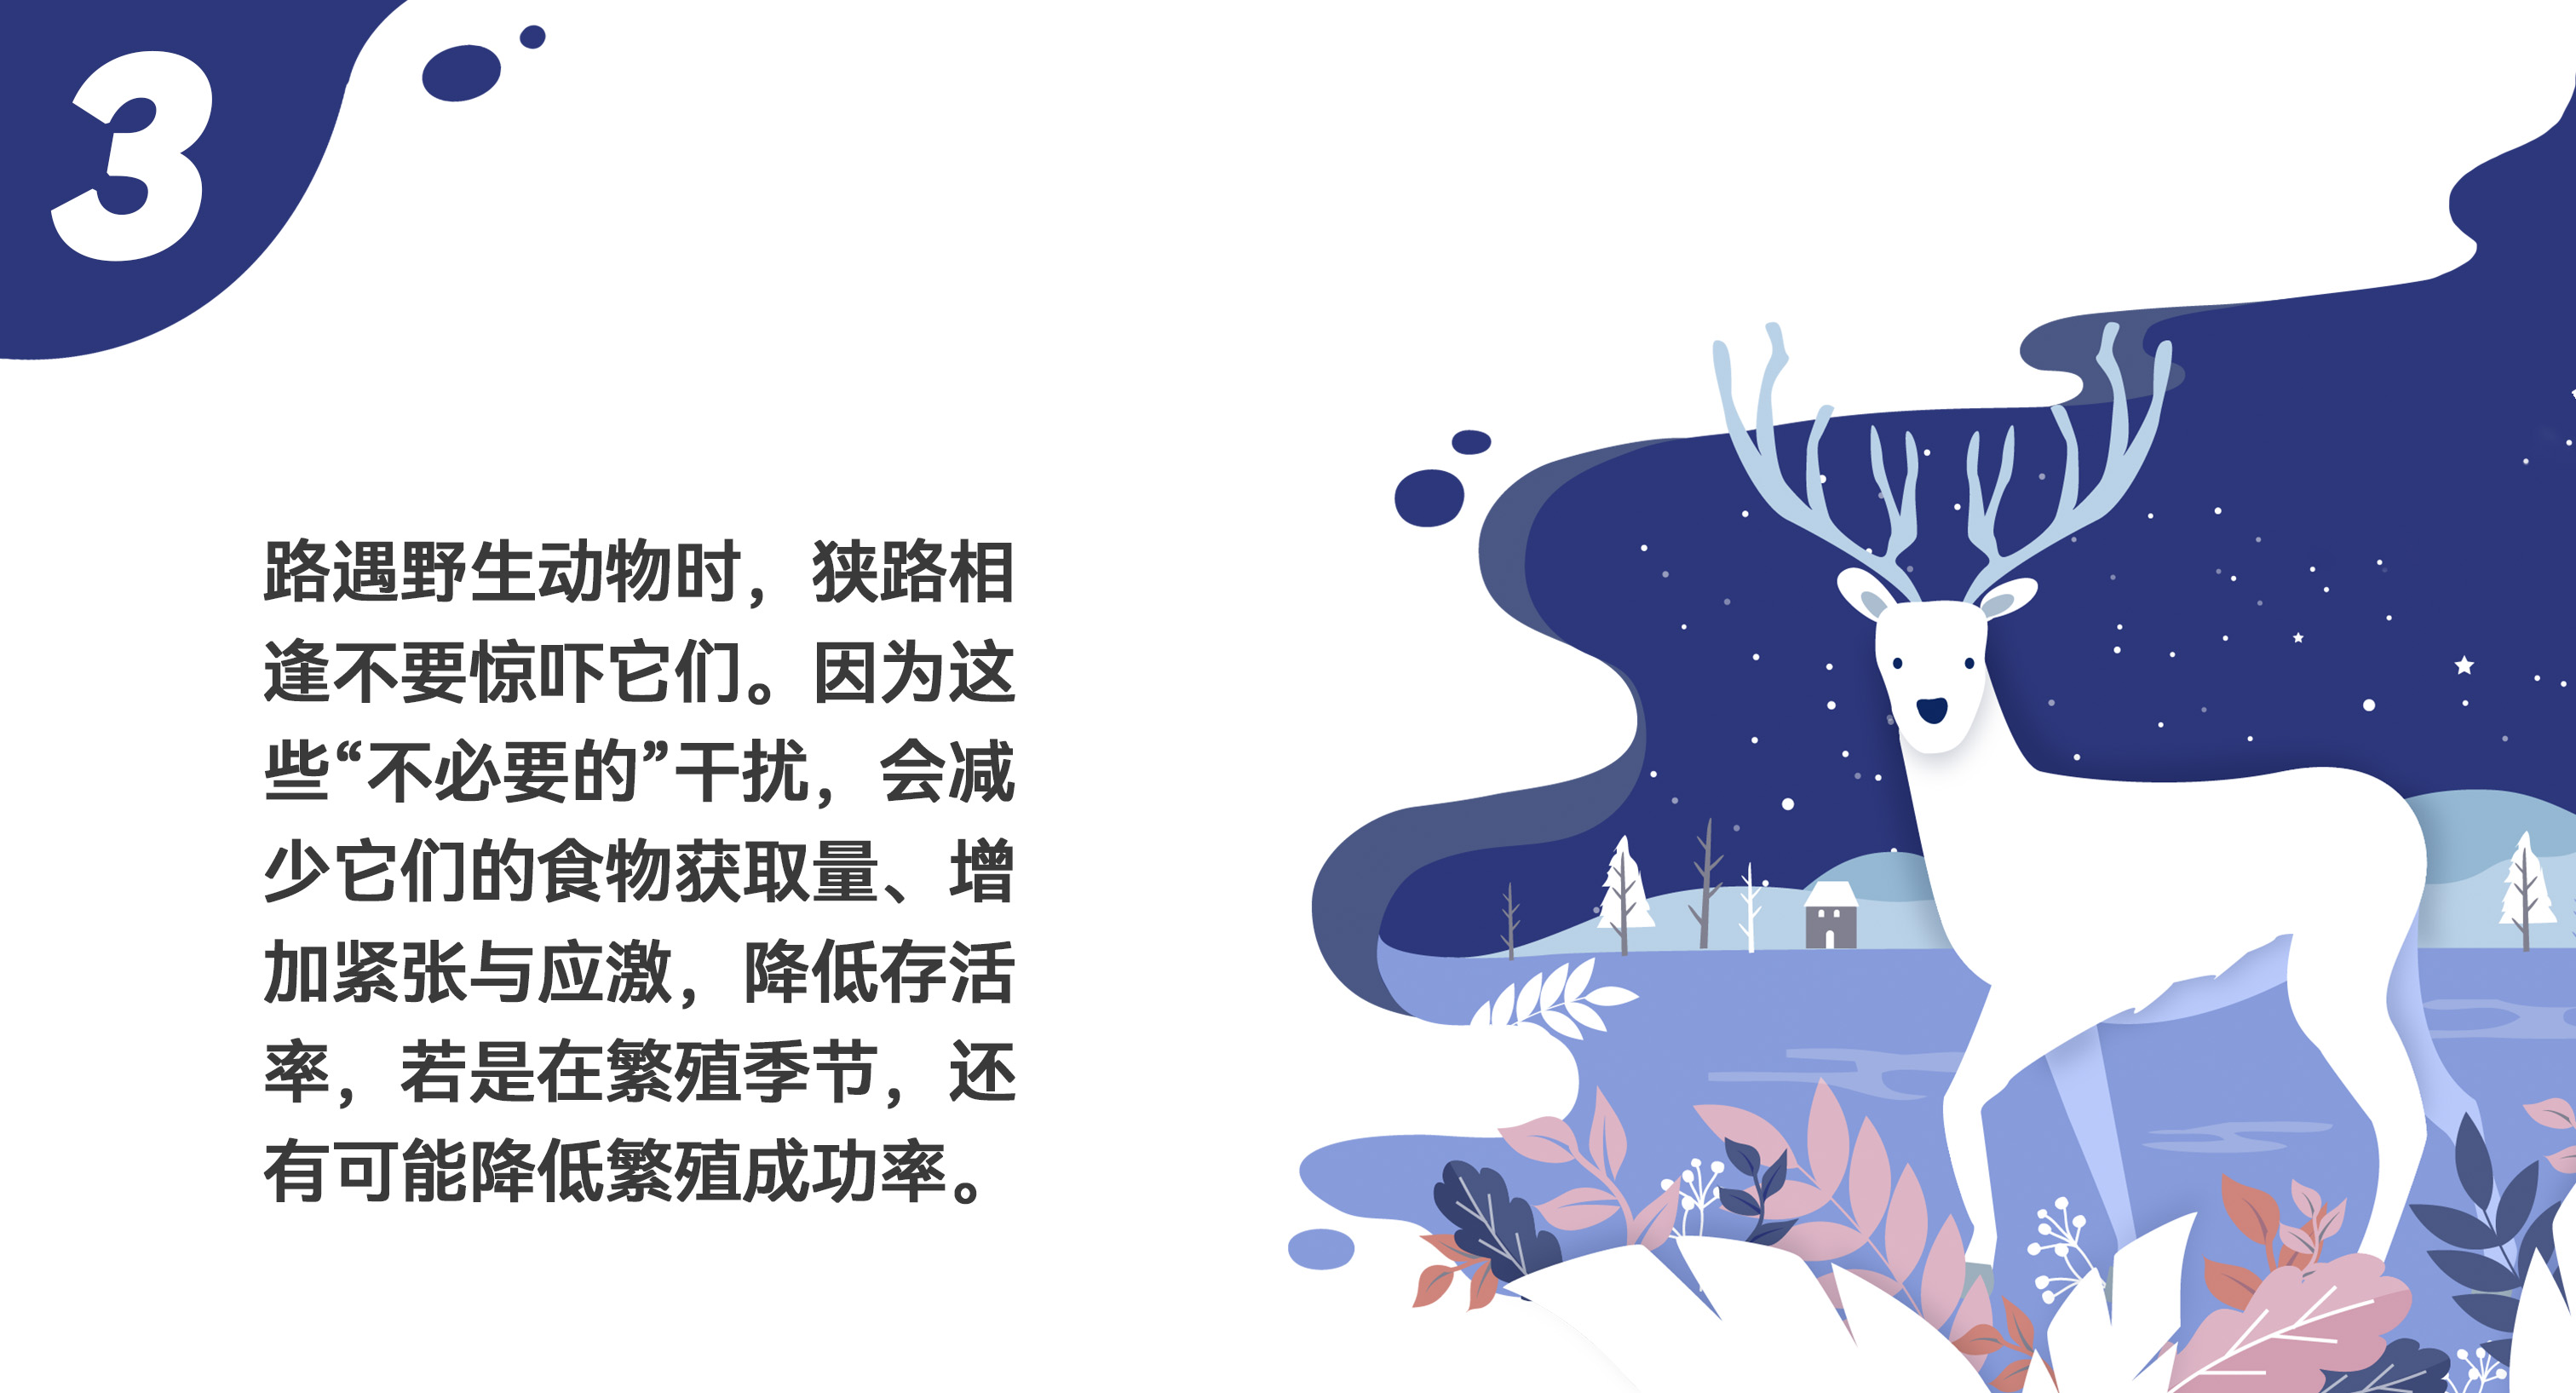 3
路遇野生动物时，狭路相
逢不要惊吓它们。因为这
些“不必要的”干扰，会减
少它们的食物获取量、增
加紧张与应激，降低存活
率，若是在繁殖季节，还
有可能降低繁殖成功率。